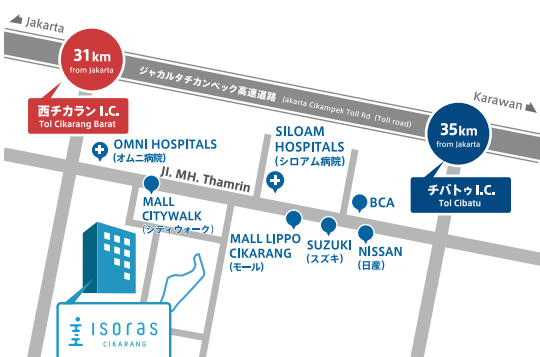 Jakarta
31km
from Jakarta
西チカラン I.C.
Tol Cikarang Barat
ジャカルタチカンペック高速道路 Jakarta Cikampek Toll Rd (Toll road)
Karawan
35km
from Jakarta
チバトゥ I.C.
Tol Cibatu
OMNI HOSPITALS
(オムニ病院)
SILOAM
HOSPITALS
(シロアム病院)
Jl. MH. Thamrin
MALL
CITYWALK
(シティウォーク)
BCA
MALL LIPPO
CIKARANG
(モール)
SUZUKI
(スズキ)
NISSAN
(日産)
isoras
CIKARANG